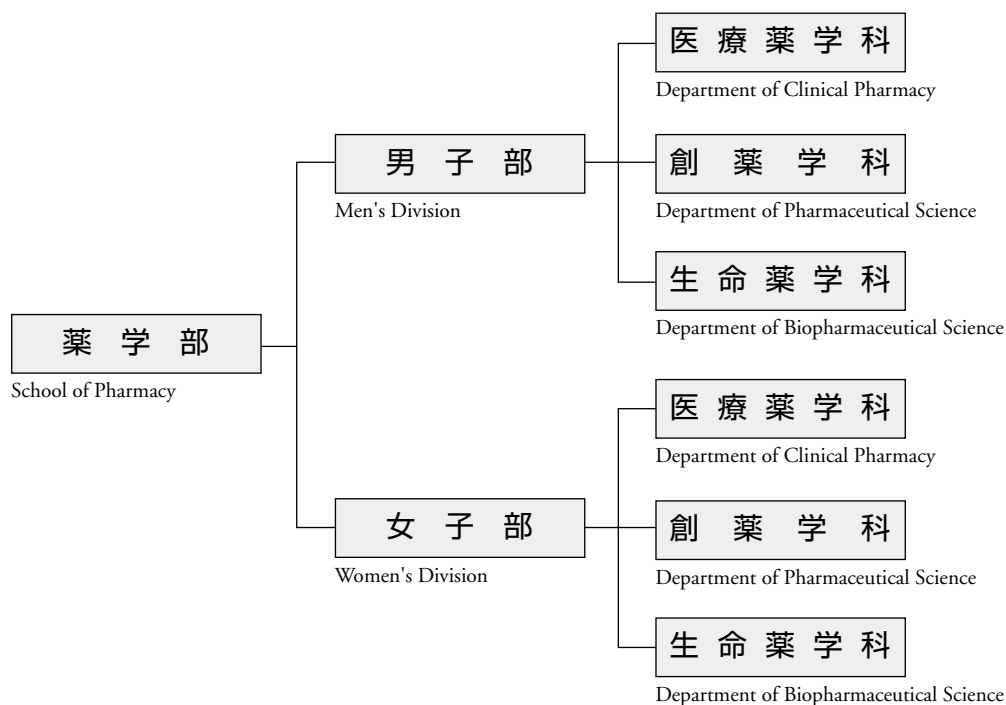 薬学部
School of Pharmacy
男子部
Men's Division
医療薬学科
Department of Clinical Pharmacy
創薬学科
Department of Pharmaceutical Science
生命薬学科
Department of Biopharmaceutical Science
女子部
Women's Division
医療薬学科
Department of Clinical Pharmacy
創薬学科
Department of Pharmaceutical Science
生命薬学科
Department of Biopharmaceutical Science